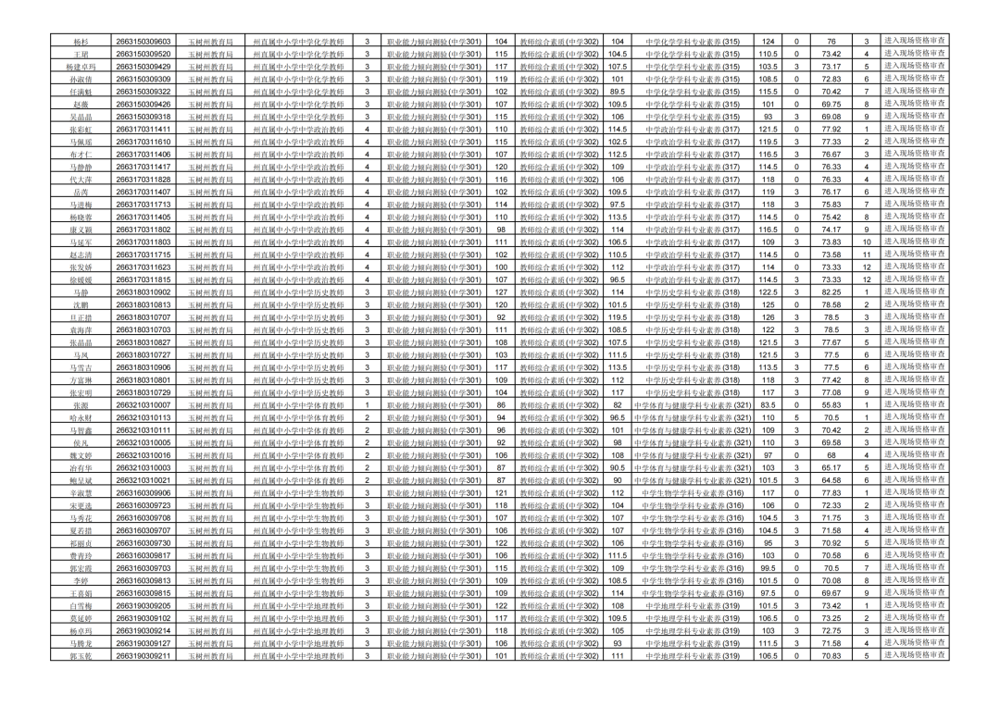 杨杉 2663150309603 玉树州教育局 州直属中小学中学化学教师 3 职业能力倾向测验(中学301) 104 教师综合素质(中学302) 104 中学化学学科专业素养(315) 124 0 76 3 进入现场资格审查
王珺 2663150309520 玉树州教育局 州直属中小学中学化学教师 3 职业能力倾向测验(中学301) 115 教师综合素质(中学302) 104.5 中学化学学科专业素养(315) 110.5 0 73.42 4 进入现场资格审查
杨建卓玛 2663150309429 玉树州教育局 州直属中小学中学化学教师 3 职业能力倾向测验(中学301) 117 教师综合素质(中学302) 107.5 中学化学学科专业素养(315) 103.5 3 73.17 5 进入现场资格审查
孙淑倩 2663150309309 玉树州教育局 州直属中小学中学化学教师 3 职业能力倾向测验(中学301) 119 教师综合素质(中学302) 101 中学化学学科专业素养(315) 108.5 0 72.83 6 进入现场资格审查
任满魁 2663150309322 玉树州教育局 州直属中小学中学化学教师 3 职业能力倾向测验(中学301) 102 教师综合素质(中学302) 89.5 中学化学学科专业素养(315) 115.5 0 70.42 7 进入现场资格审查
赵薇 2663150309426 玉树州教育局 州直属中小学中学化学教师 3 职业能力倾向测验(中学301) 107 教师综合素质(中学302) 109.5 中学化学学科专业素养(315) 101 0 69.75 8 进入现场资格审查
吴晶晶 2663150309318 玉树州教育局 州直属中小学中学化学教师 3 职业能力倾向测验(中学301) 115 教师综合素质(中学302) 106 中学化学学科专业素养(315) 93 3 69.08 9 进入现场资格审查
张彩虹 2663170311411 玉树州教育局 州直属中小学中学政治教师 4 职业能力倾向测验(中学301) 110 教师综合素质(中学302) 114.5 中学政治学科专业素养(317) 121.5 0 77.92 1 进入现场资格审查
马佩瑶 2663170311610 玉树州教育局 州直属中小学中学政治教师 4 职业能力倾向测验(中学301) 115 教师综合素质(中学302) 102.5 中学政治学科专业素养(317) 119.5 3 77.33 2 进入现场资格审查
布才仁 2663170311406 玉树州教育局 州直属中小学中学政治教师 4 职业能力倾向测验(中学301) 107 教师综合素质(中学302) 112.5 中学政治学科专业素养(317) 116.5 3 76.67 3 进入现场资格审查
马静静 2663170311417 玉树州教育局 州直属中小学中学政治教师 4 职业能力倾向测验(中学301) 120 教师综合素质(中学302) 109 中学政治学科专业素养(317) 114.5 0 76.33 4 进入现场资格审查
代大萍 2663170311828 玉树州教育局 州直属中小学中学政治教师 4 职业能力倾向测验(中学301) 116 教师综合素质(中学302) 106 中学政治学科专业素养(317) 118 0 76.33 4 进入现场资格审查
岳芮 2663170311407 玉树州教育局 州直属中小学中学政治教师 4 职业能力倾向测验(中学301) 102 教师综合素质(中学302) 109.5 中学政治学科专业素养(317) 119 3 76.17 6 进入现场资格审查
马进梅 2663170311713 玉树州教育局 州直属中小学中学政治教师 4 职业能力倾向测验(中学301) 114 教师综合素质(中学302) 97.5 中学政治学科专业素养(317) 118 3 75.83 7 进入现场资格审查
杨晓蓉 2663170311405 玉树州教育局 州直属中小学中学政治教师 4 职业能力倾向测验(中学301) 110 教师综合素质(中学302) 113.5 中学政治学科专业素养(317) 114.5 0 75.42 8 进入现场资格审查
康义颖 2663170311802 玉树州教育局 州直属中小学中学政治教师 4 职业能力倾向测验(中学301) 98 教师综合素质(中学302) 114 中学政治学科专业素养(317) 116.5 0 74.17 9 进入现场资格审查
马延军 2663170311803 玉树州教育局 州直属中小学中学政治教师 4 职业能力倾向测验(中学301) 111 教师综合素质(中学302) 106.5 中学政治学科专业素养(317) 109 3 73.83 10 进入现场资格审查
赵志清 2663170311715 玉树州教育局 州直属中小学中学政治教师 4 职业能力倾向测验(中学301) 102 教师综合素质(中学302) 110.5 中学政治学科专业素养(317) 114.5 0 73.58 11 进入现场资格审查
张发娇 2663170311623 玉树州教育局 州直属中小学中学政治教师 4 职业能力倾向测验(中学301) 100 教师综合素质(中学302) 112 中学政治学科专业素养(317) 114 0 73.33 12 进入现场资格审查
徐媛媛 2663170311815 玉树州教育局 州直属中小学中学政治教师 4 职业能力倾向测验(中学301) 107 教师综合素质(中学302) 96.5 中学政治学科专业素养(317) 114.5 3 73.33 12 进入现场资格审查
马静 2663180310902 玉树州教育局 州直属中小学中学历史教师 3 职业能力倾向测验(中学301) 127 教师综合素质(中学302) 114 中学历史学科专业素养(318) 122.5 3 82.25 1 进入现场资格审查
沈鹏 2663180310813 玉树州教育局 州直属中小学中学历史教师 3 职业能力倾向测验(中学301) 120 教师综合素质(中学302) 101.5 中学历史学科专业素养(318) 125 0 78.58 2 进入现场资格审查
旦正措 2663180310707 玉树州教育局 州直属中小学中学历史教师 3 职业能力倾向测验(中学301) 92 教师综合素质(中学302) 119.5 中学历史学科专业素养(318) 126 3 78.5 3 进入现场资格审查
袁海萍 2663180310703 玉树州教育局 州直属中小学中学历史教师 3 职业能力倾向测验(中学301) 111 教师综合素质(中学302) 108.5 中学历史学科专业素养(318) 122 3 78.5 3 进入现场资格审查
张晶晶 2663180310827 玉树州教育局 州直属中小学中学历史教师 3 职业能力倾向测验(中学301) 108 教师综合素质(中学302) 107.5 中学历史学科专业素养(318) 121.5 3 77.67 5 进入现场资格审查
马凤 2663180310727 玉树州教育局 州直属中小学中学历史教师 3 职业能力倾向测验(中学301) 103 教师综合素质(中学302) 111.5 中学历史学科专业素养(318) 121.5 3 77.5 6 进入现场资格审查
马雪吉 2663180310906 玉树州教育局 州直属中小学中学历史教师 3 职业能力倾向测验(中学301) 117 教师综合素质(中学302) 113.5 中学历史学科专业素养(318) 113.5 3 77.5 6 进入现场资格审查
方富琳 2663180310801 玉树州教育局 州直属中小学中学历史教师 3 职业能力倾向测验(中学301) 109 教师综合素质(中学302) 112 中学历史学科专业素养(318) 118 3 77.42 8 进入现场资格审查
张宏明 2663180310729 玉树州教育局 州直属中小学中学历史教师 3 职业能力倾向测验(中学301) 104 教师综合素质(中学302) 117 中学历史学科专业素养(318) 117 3 77.08 9 进入现场资格审查
张源 2663210310007 玉树州教育局 州直属中小学中学体育教师 1 职业能力倾向测验(中学301) 86 教师综合素质(中学302) 82 中学体育与健康学科专业素养(321) 83.5 0 55.83 1 进入现场资格审查
哈永财 2663210310113 玉树州教育局 州直属中小学中学体育教师 2 职业能力倾向测验(中学301) 94 教师综合素质(中学302) 96.5 中学体育与健康学科专业素养(321) 110 5 70.5 1 进入现场资格审查
马智鑫 2663210310111 玉树州教育局 州直属中小学中学体育教师 2 职业能力倾向测验(中学301) 96 教师综合素质(中学302) 101 中学体育与健康学科专业素养(321) 109 3 70.42 2 进入现场资格审查
侯凡 2663210310005 玉树州教育局 州直属中小学中学体育教师 2 职业能力倾向测验(中学301) 92 教师综合素质(中学302) 98 中学体育与健康学科专业素养(321) 110 3 69.58 3 进入现场资格审查
魏文婷 2663210310016 玉树州教育局 州直属中小学中学体育教师 2 职业能力倾向测验(中学301) 106 教师综合素质(中学302) 108 中学体育与健康学科专业素养(321) 97 0 68 4 进入现场资格审查
冶有华 2663210310003 玉树州教育局 州直属中小学中学体育教师 2 职业能力倾向测验(中学301) 87 教师综合素质(中学302) 90.5 中学体育与健康学科专业素养(321) 103 3 65.17 5 进入现场资格审查
鲍呈斌 2663210310021 玉树州教育局 州直属中小学中学体育教师 2 职业能力倾向测验(中学301) 87 教师综合素质(中学302) 90 中学体育与健康学科专业素养(321) 101.5 3 64.58 6 进入现场资格审查
辛淑慧 2663160309906 玉树州教育局 州直属中小学中学生物教师 3 职业能力倾向测验(中学301) 121 教师综合素质(中学302) 112 中学生物学学科专业素养(316) 117 0 77.83 1 进入现场资格审查
宋更选 2663160309723 玉树州教育局 州直属中小学中学生物教师 3 职业能力倾向测验(中学301) 118 教师综合素质(中学302) 104 中学生物学学科专业素养(316) 106 0 72.33 2 进入现场资格审查
马秀花 2663160309708 玉树州教育局 州直属中小学中学生物教师 3 职业能力倾向测验(中学301) 107 教师综合素质(中学302) 107 中学生物学学科专业素养(316) 104.5 3 71.75 3 进入现场资格审查
夏若措 2663160309707 玉树州教育局 州直属中小学中学生物教师 3 职业能力倾向测验(中学301) 106 教师综合素质(中学302) 107 中学生物学学科专业素养(316) 104.5 3 71.58 4 进入现场资格审查
祁丽贞 2663160309730 玉树州教育局 州直属中小学中学生物教师 3 职业能力倾向测验(中学301) 122 教师综合素质(中学302) 106 中学生物学学科专业素养(316) 95 3 70.92 5 进入现场资格审查
费青玲 2663160309817 玉树州教育局 州直属中小学中学生物教师 3 职业能力倾向测验(中学301) 106 教师综合素质(中学302) 111.5 中学生物学学科专业素养(316) 103 0 70.58 6 进入现场资格审查
郭宏霞 2663160309703 玉树州教育局 州直属中小学中学生物教师 3 职业能力倾向测验(中学301) 115 教师综合素质(中学302) 109 中学生物学学科专业素养(316) 99.5 0 70.5 7 进入现场资格审查
李婷 2663160309813 玉树州教育局 州直属中小学中学生物教师 3 职业能力倾向测验(中学301) 109 教师综合素质(中学302) 108.5 中学生物学学科专业素养(316) 101.5 0 70.08 8 进入现场资格审查
王喜娟 2663160309815 玉树州教育局 州直属中小学中学生物教师 3 职业能力倾向测验(中学301) 109 教师综合素质(中学302) 114 中学生物学学科专业素养(316) 97.5 0 69.67 9 进入现场资格审查
白雪梅 2663190309205 玉树州教育局 州直属中小学中学地理教师 3 职业能力倾向测验(中学301) 122 教师综合素质(中学302) 108 中学地理学科专业素养(319) 101.5 3 73.42 1 进入现场资格审查
莫延婷 2663190309102 玉树州教育局 州直属中小学中学地理教师 3 职业能力倾向测验(中学301) 117 教师综合素质(中学302) 109.5 中学地理学科专业素养(319) 106.5 0 73.25 2 进入现场资格审查
杨卓玛 2663190309214 玉树州教育局 州直属中小学中学地理教师 3 职业能力倾向测验(中学301) 118 教师综合素质(中学302) 105 中学地理学科专业素养(319) 103 3 72.75 3 进入现场资格审查
马腾龙 2663190309127 玉树州教育局 州直属中小学中学地理教师 3 职业能力倾向测验(中学301) 106 教师综合素质(中学302) 93 中学地理学科专业素养(319) 111.5 3 71.58 4 进入现场资格审查
郭玉乾 2663190309211 玉树州教育局 州直属中小学中学地理教师 3 职业能力倾向测验(中学301) 101 教师综合素质(中学302) 111 中学地理学科专业素养(319) 106.5 0 70.83 5 进入现场资格审查